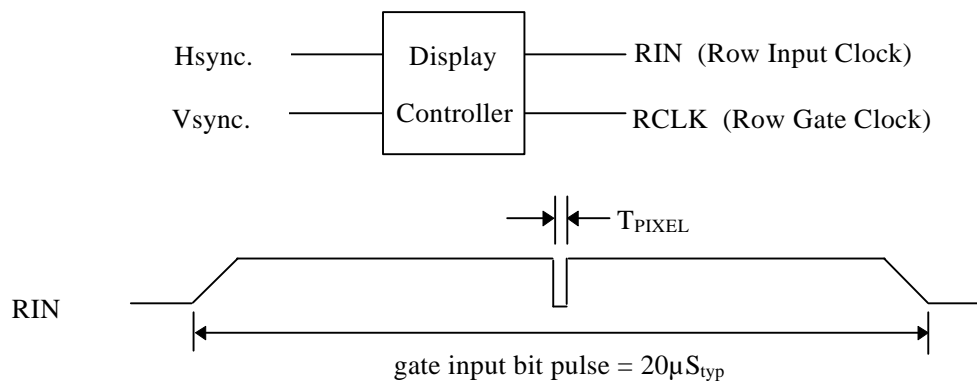 Hsync. Display RIN (Row Input Clock)
Vsync. Controller RCLK (Row Gate Clock)
TPIXEL
RIN
gate input bit pulse = 20µStyp